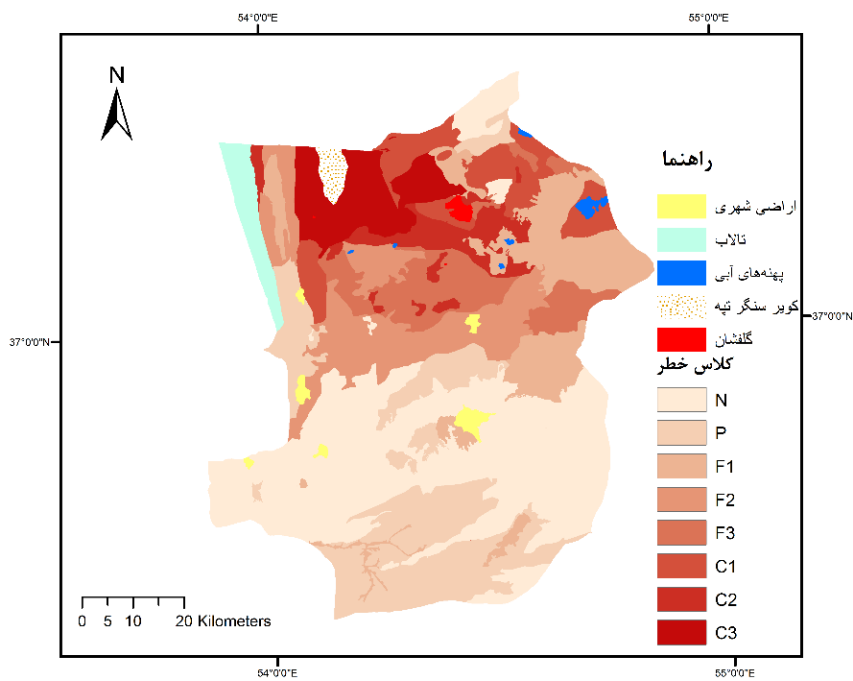 54°0'0"E
55°0'0"E
N
راهنما
اراضی شهری
تالاب
پهنه‌های آبی
کویر سنگر تپه
گلفشان
کلاس خطر
N
P
F1
F2
F3
C1
C2
C3
37°0'0"N
37°0'0"N
0 5 10 20 Kilometers
54°0'0"E
55°0'0"E